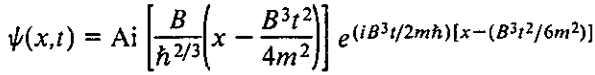 ψ(x,t) = Ai [ B/ħ^{2/3} ( x − B³t²/4m² ) ] e^{(iB³t/2mħ)[x−(B³t²/6m²)]}